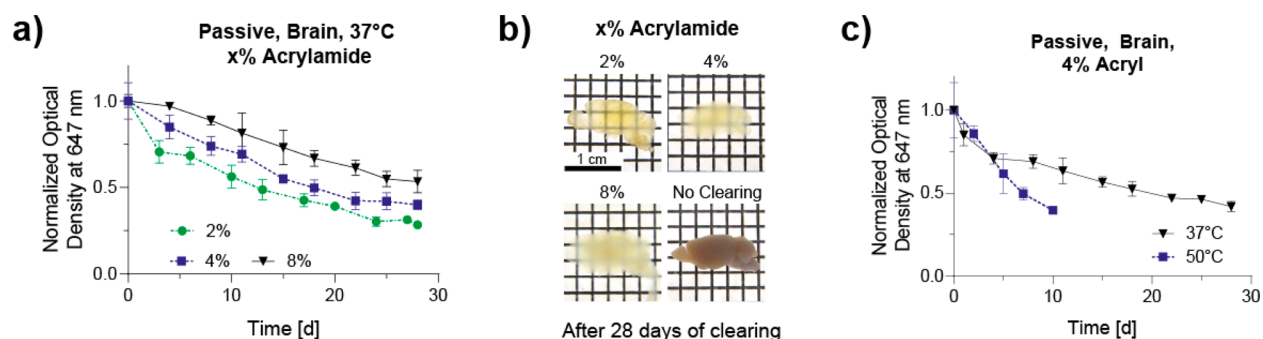 a)
Passive, Brain, 37°C
x% Acrylamide
Normalized Optical
Density at 647 nm
1.0
0.5
0.0
2%
4%
8%
0
10
20
30
Time [d]
b)
x% Acrylamide
2%
4%
1 cm
8%
No Clearing
After 28 days of clearing
c)
Passive, Brain,
4% Acryl
Normalized Optical
Density at 647 nm
1.0
0.5
0.0
37°C
50°C
0
10
20
30
Time [d]